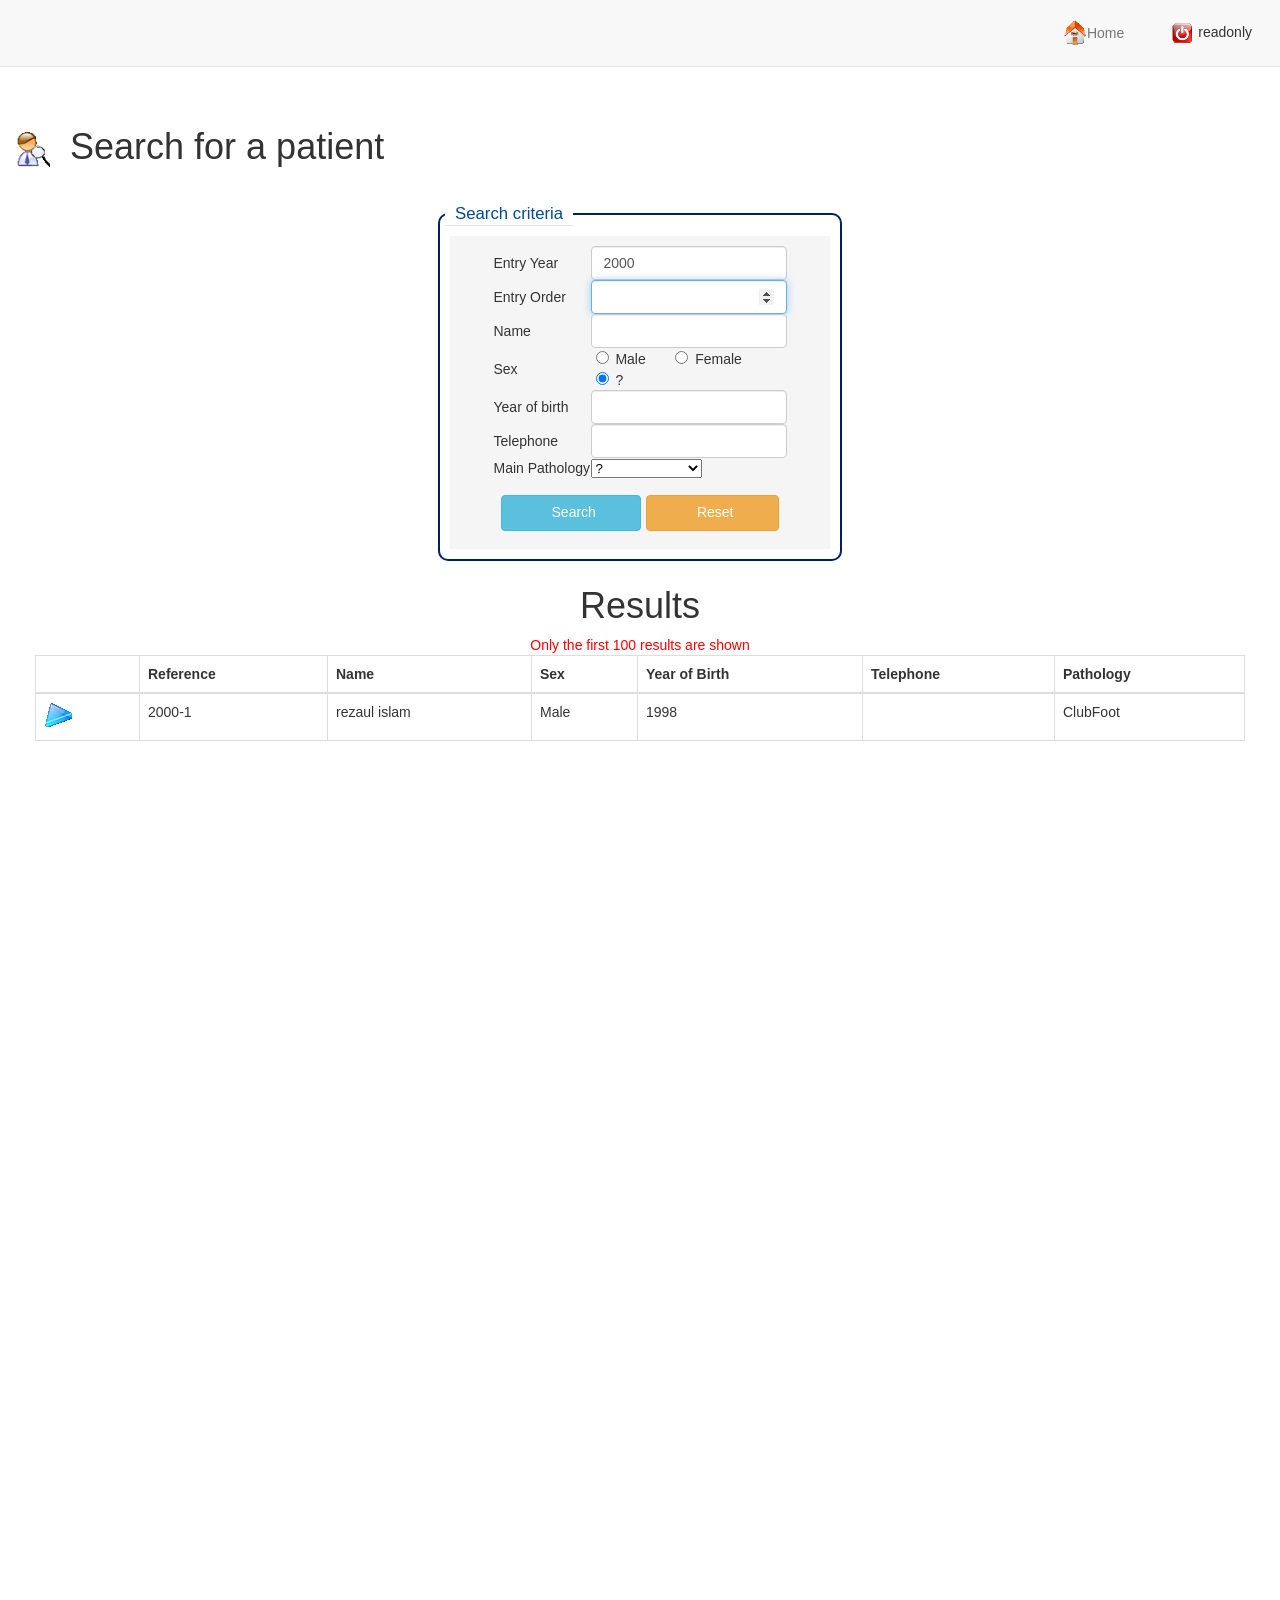 Home readonly
Search for a patient
Search criteria
Entry Year 2000
Entry Order
Name
Sex Male Female
?
Year of birth
Telephone
Main Pathology ?
Search Reset
Results
Only the first 100 results are shown
Reference Name Sex Year of Birth Telephone Pathology
2000-1 rezaul islam Male 1998 ClubFoot